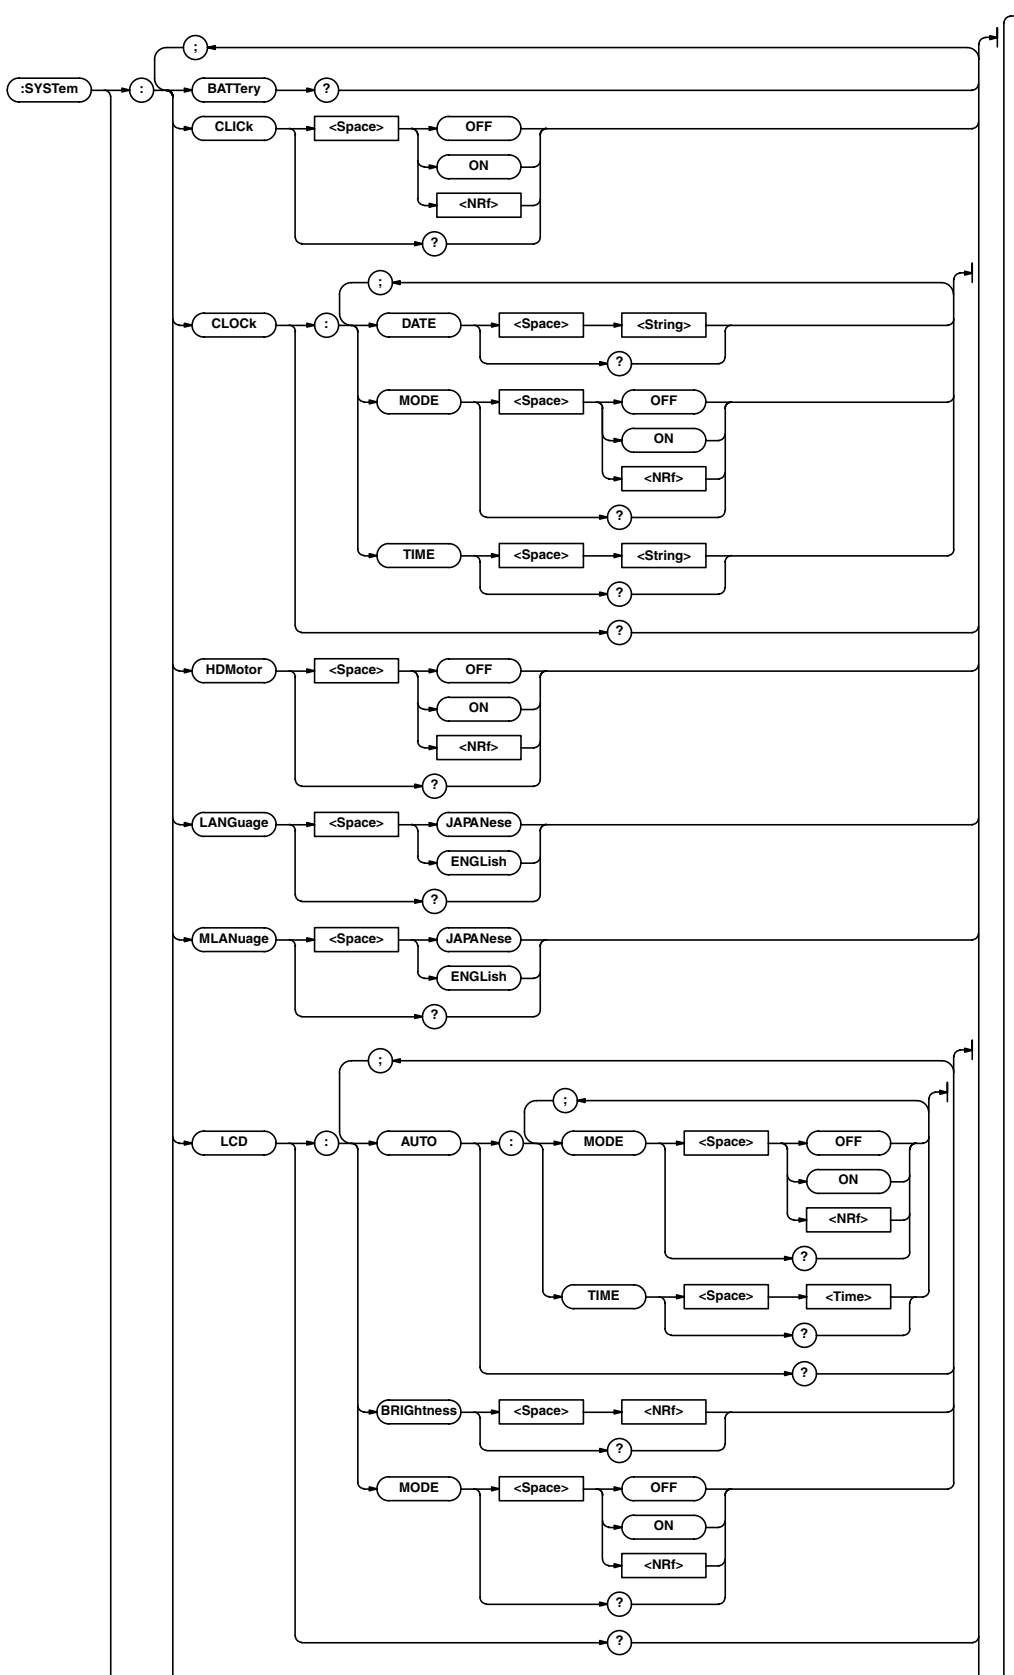 ;
:SYSTem : BATTery ?
CLICk <Space> OFF
ON
<NRf>
?
;
CLOCk : DATE <Space> <String>
?
MODE <Space> OFF
ON
<NRf>
?
TIME <Space> <String>
?
?
HDMotor <Space> OFF
ON
<NRf>
?
LANGuage <Space> JAPANese
ENGLish
?
MLANuage <Space> JAPANese
ENGLish
?
;
;
LCD : AUTO : MODE <Space> OFF
ON
<NRf>
?
TIME <Space> <Time>
?
?
BRIGhtness <Space> <NRf>
?
MODE <Space> OFF
ON
<NRf>
?
?